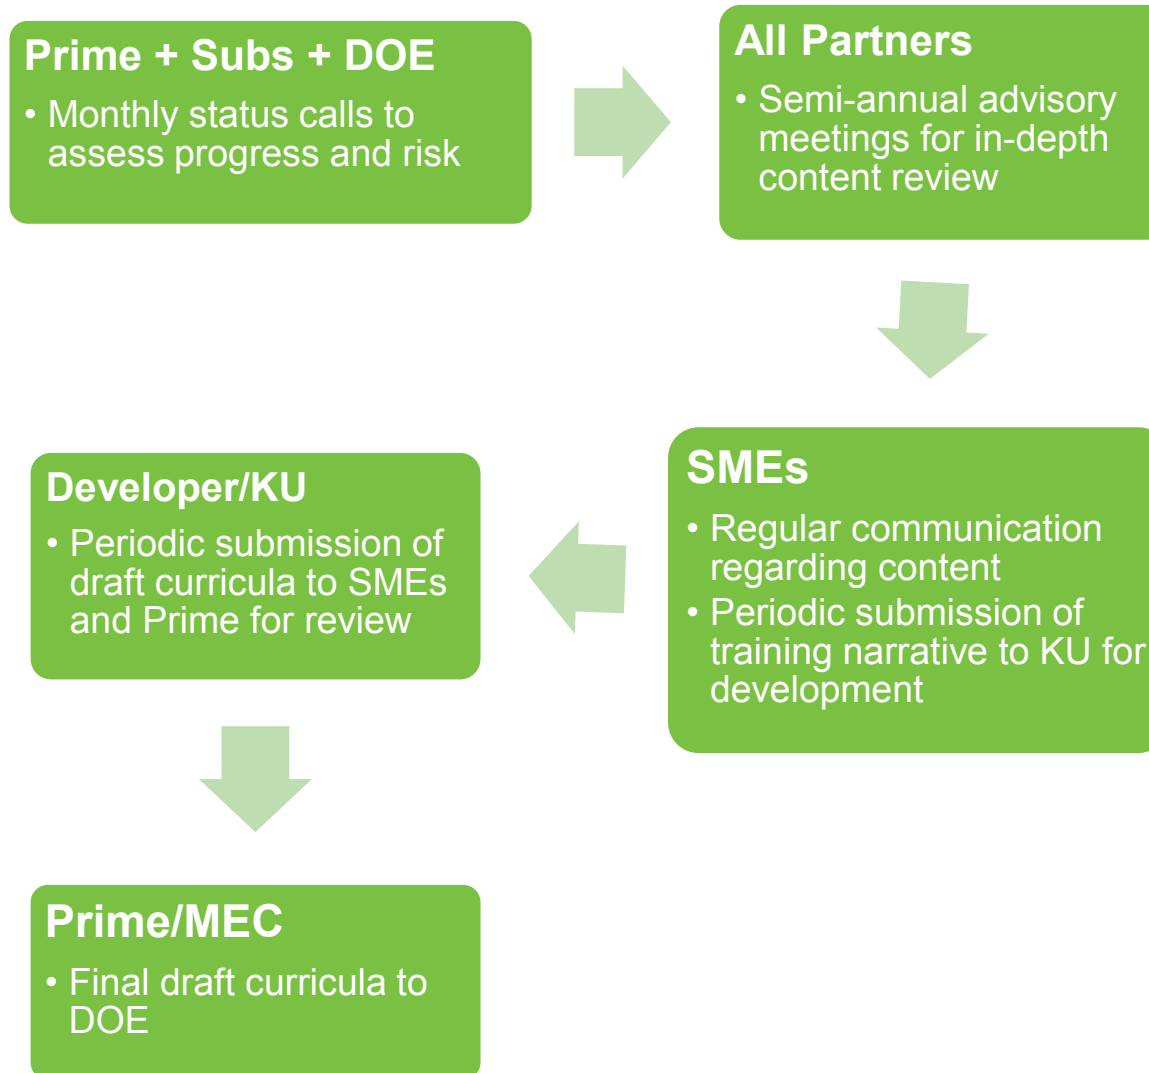 Prime + Subs + DOE
• Monthly status calls to
assess progress and risk
All Partners
• Semi-annual advisory
meetings for in-depth
content review
SMEs
• Regular communication
regarding content
• Periodic submission of
training narrative to KU for
development
Developer/KU
• Periodic submission of
draft curricula to SMEs
and Prime for review
Prime/MEC
• Final draft curricula to
DOE